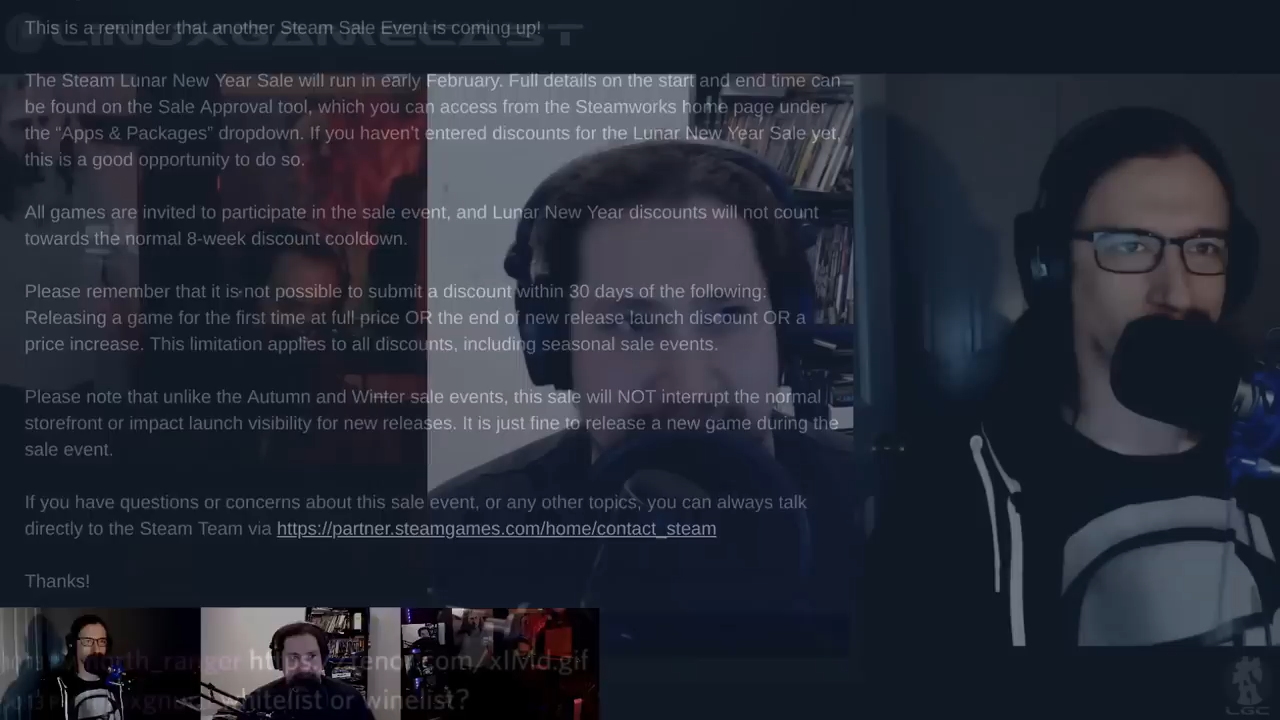 LINUXGAMECAST
This is a reminder that another Steam Sale Event is coming up!
The Steam Lunar New Year Sale will run in early February. Full details on the start and end time can
be found on the Sale Approval tool, which you can access from the Steamworks home page under
the “Apps & Packages” dropdown. If you haven't entered discounts for the Lunar New Year Sale yet,
this is a good opportunity to do so.
All games are invited to participate in the sale event, and Lunar New Year discounts will not count
towards the normal 8-week discount cooldown.
Please remember that it is not possible to submit a discount within 30 days of the following:
Releasing a game for the first time at full price OR the end of new release launch discount OR a
price increase. This limitation applies to all discounts, including seasonal sale events.
Please note that unlike the Autumn and Winter sale events, this sale will NOT interrupt the normal
storefront or impact launch visibility for new releases. It is just fine to release a new game during the
sale event.
If you have questions or concerns about this sale event, or any other topics, you can always talk
directly to the Steam Team via https://partner.steamgames.com/home/contact_steam
Thanks!
north_ranger
whitelist or winelist?
LGC